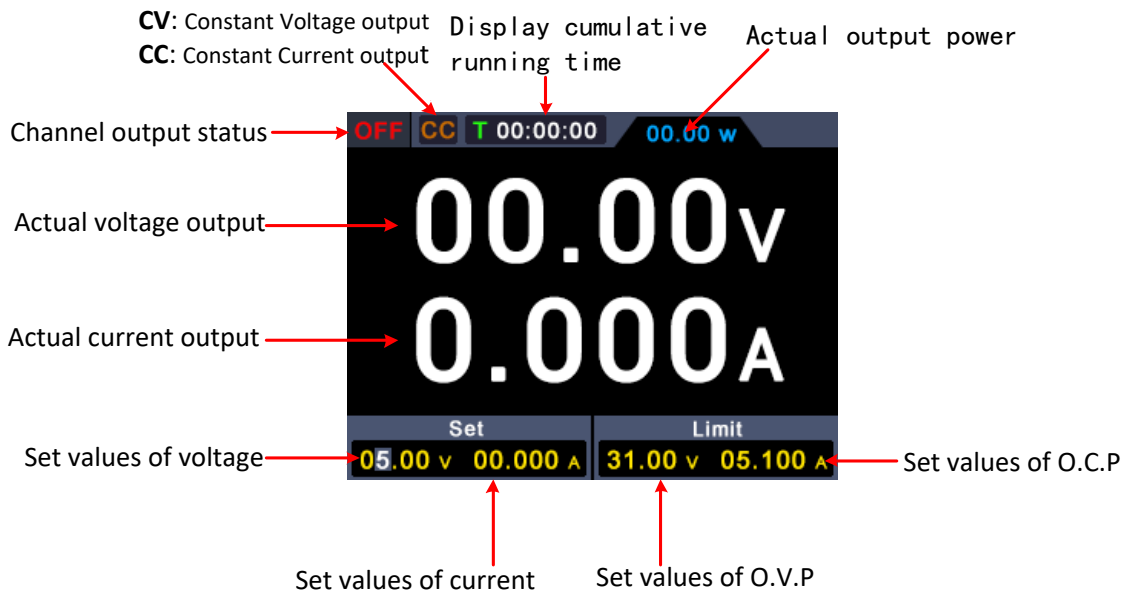 CV: Constant Voltage output
CC: Constant Current output
Display cumulative
running time
Actual output power
Channel output status
OFF CC T 00:00:00 00.00 W
Actual voltage output
00.00V
Actual current output
0.000A
Set Limit
Set values of voltage
05.00 V 00.000 A 31.00 V 05.100 A
Set values of O.C.P
Set values of current
Set values of O.V.P